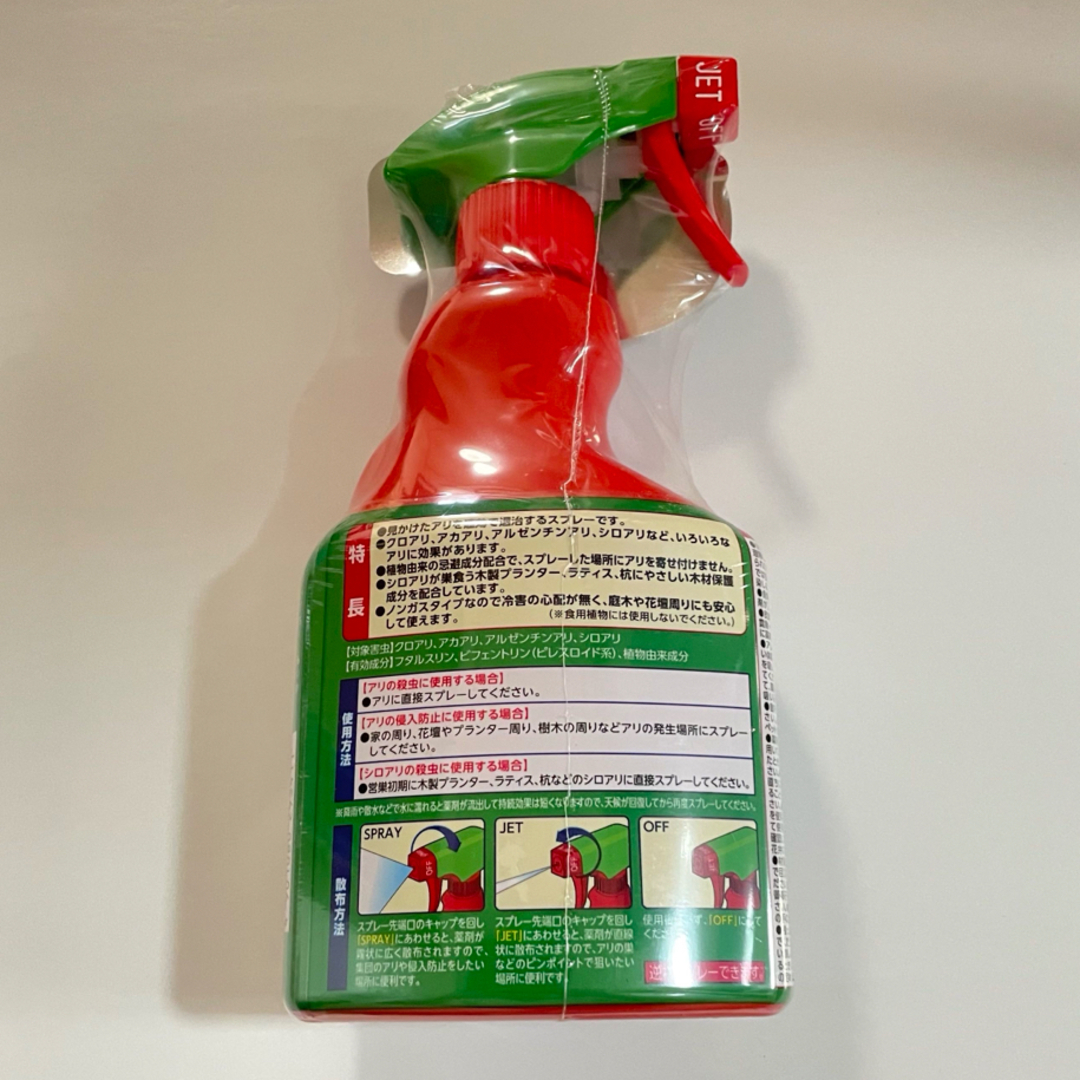 JET
OFF
特長
●見かけたアリを退治するスプレーです。
●クロアリ、アカアリ、アルゼンチンアリ、シロアリなど、いろいろな
アリに効果があります。
●植物由来の忌避成分配合で、スプレーした場所にアリを寄せ付けません。
●シロアリが巣食う木製プランター、ラティス、杭にやさしい木材保護
成分を配合しています。
●ノンガスタイプなので冷害の心配が無く、庭木や花壇周りにも安心
して使えます。 (※食用植物には使用しないでください。)
【対象害虫】クロアリ、アカアリ、アルゼンチンアリ、シロアリ
【有効成分】フタルスリン、ビフェントリン(ピレスロイド系)、植物由来成分
使用方法
【アリの殺虫に使用する場合】
●アリに直接スプレーしてください。
【アリの侵入防止に使用する場合】
●家の周り、花壇やプランター周り、樹木の周りなどアリの発生場所にスプレー
してください。
【シロアリの殺虫に使用する場合】
●営巣初期に木製プランター、ラティス、杭などのシロアリに直接スプレーしてください。
※降雨や散水などで水に濡れると薬剤が流出して持続効果は短くなりますので、天候が回復してから再度スプレーしてください。
散布方法
SPRAY
スプレー先端口のキャップを回し
「SPRAY」にあわせると、薬剤が
霧状に広く散布されますので、
集団のアリや侵入防止をしたい
場所に便利です。
JET
スプレー先端口のキャップを回し
「JET」にあわせると、薬剤が直線
状に散布されますので、アリの巣
などのピンポイントで狙いたい
場所に便利です。
OFF
使用 「OFF」にして
ください。
スプレーできます。